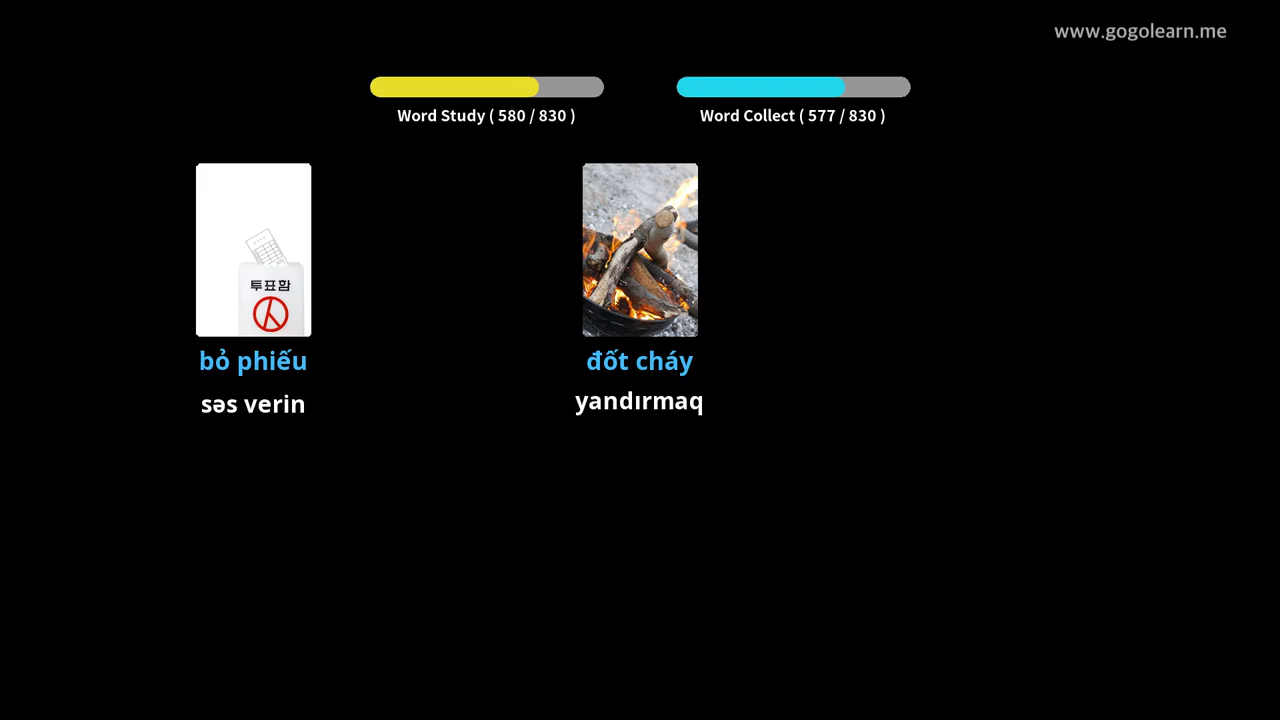 www.gogolearn.me
Word Study ( 580 / 830 )
Word Collect ( 577 / 830 )
투표함
bỏ phiếu
səs verin
đốt cháy
yandırmaq